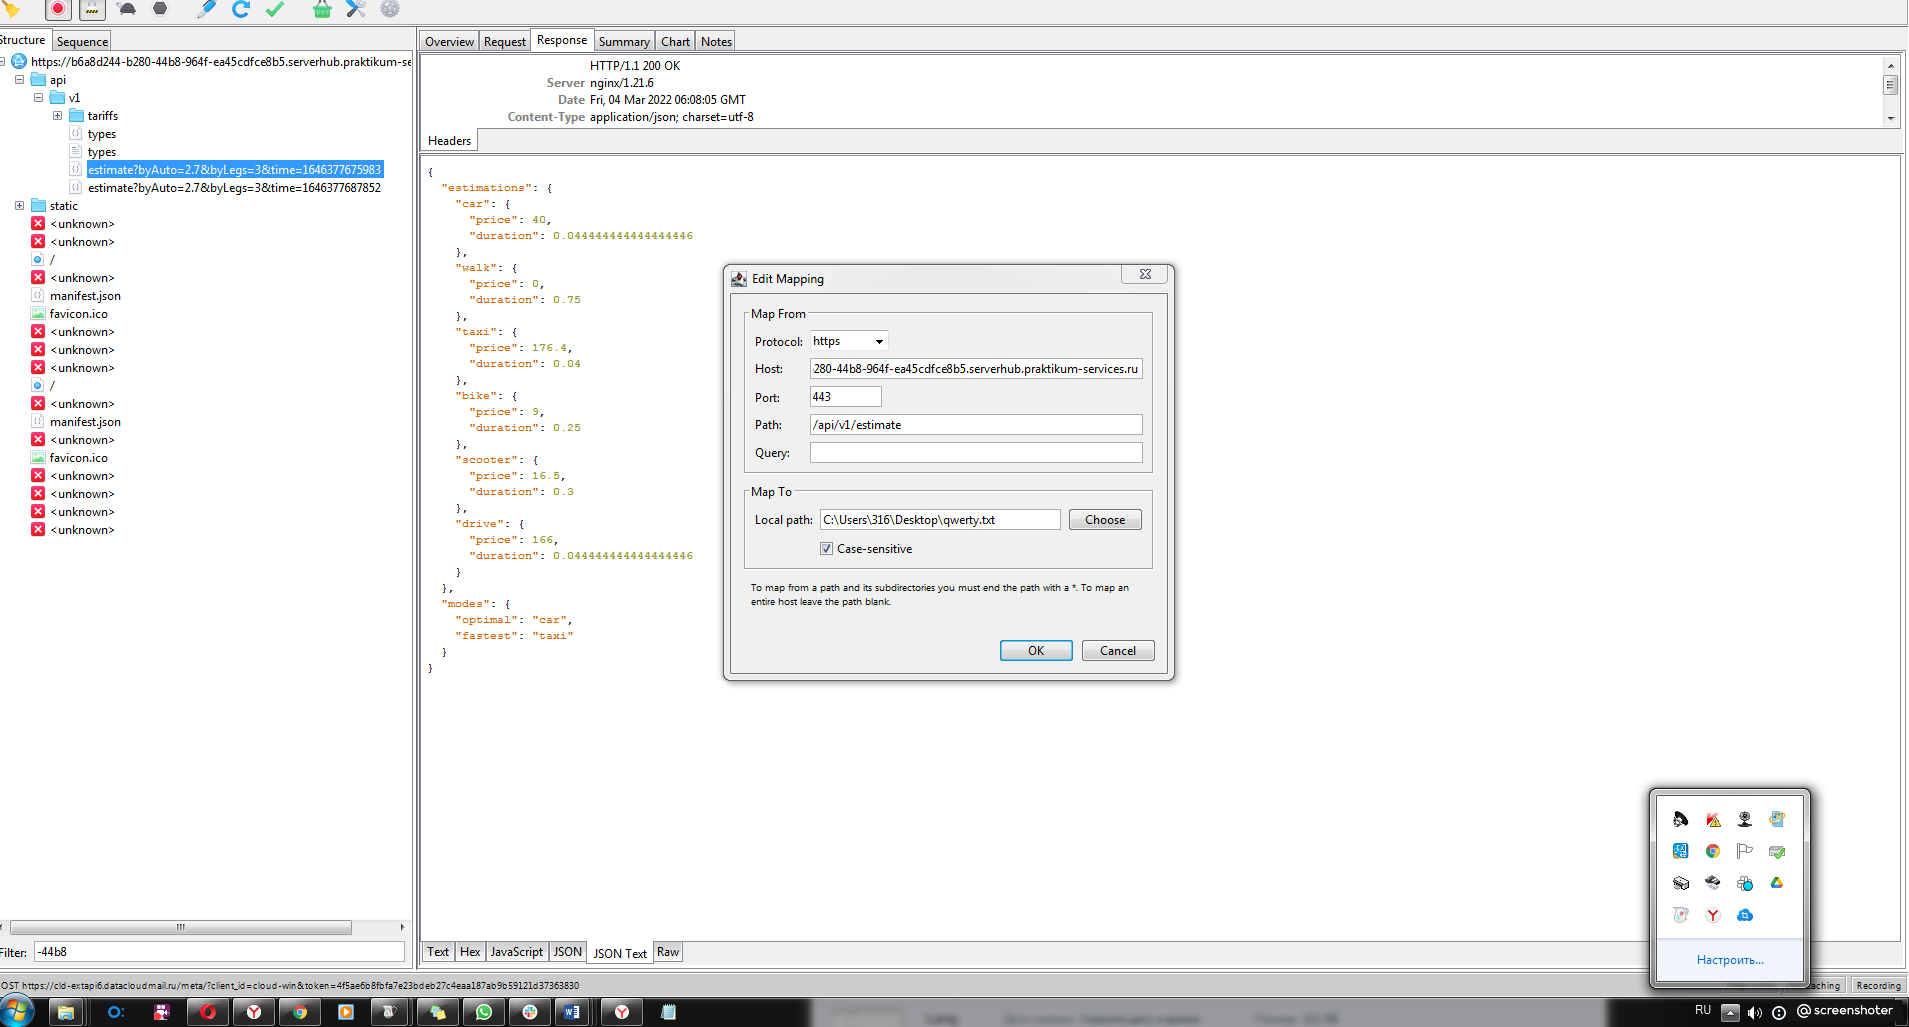 Structure
Sequence
https://b6a8d244-b280-44b8-964f-ea45cdfce8b5.serverhub.praktikum-se
api
v1
tariffs
types
types
estimate?byAuto=2.7&byLegs=3&time=1646377675983
estimate?byAuto=2.7&byLegs=3&time=1646377687852
static
<unknown>
<unknown>
/
<unknown>
manifest.json
favicon.ico
<unknown>
<unknown>
<unknown>
/
<unknown>
manifest.json
<unknown>
favicon.ico
<unknown>
<unknown>
<unknown>
<unknown>
Filter: -44b8
Overview Request Response Summary Chart Notes
HTTP/1.1 200 OK
Server nginx/1.21.6
Date Fri, 04 Mar 2022 06:08:05 GMT
Content-Type application/json; charset=utf-8
Headers
{
"estimations": {
"car": {
"price": 40,
"duration": 0.044444444444444446
},
"walk": {
"price": 0,
"duration": 0.75
},
"taxi": {
"price": 176.4,
"duration": 0.04
},
"bike": {
"price": 9,
"duration": 0.25
},
"scooter": {
"price": 16.5,
"duration": 0.3
},
"drive": {
"price": 166,
"duration": 0.044444444444444446
}
},
"modes": {
"optimal": "car",
"fastest": "taxi"
}
}
Text Hex JavaScript JSON JSON Text Raw
Edit Mapping
Map From
Protocol: https
Host: 280-44b8-964f-ea45cdfce8b5.serverhub.praktikum-services.ru
Port: 443
Path: /api/v1/estimate
Query:
Map To
Local path: C:\Users\316\Desktop\qwerty.txt Choose
Case-sensitive
To map from a path and its subdirectories you must end the path with a *. To map an
entire host leave the path blank.
OK Cancel
Настроить...
OST https://cld-extapi6.datacloudmail.ru/meta/?client_id=cloud-win&token=4f5ae6b8fbfa7e23bdeb27c4eaa187ab9b59121d37363830
aching Recording
RU
@screenshoter